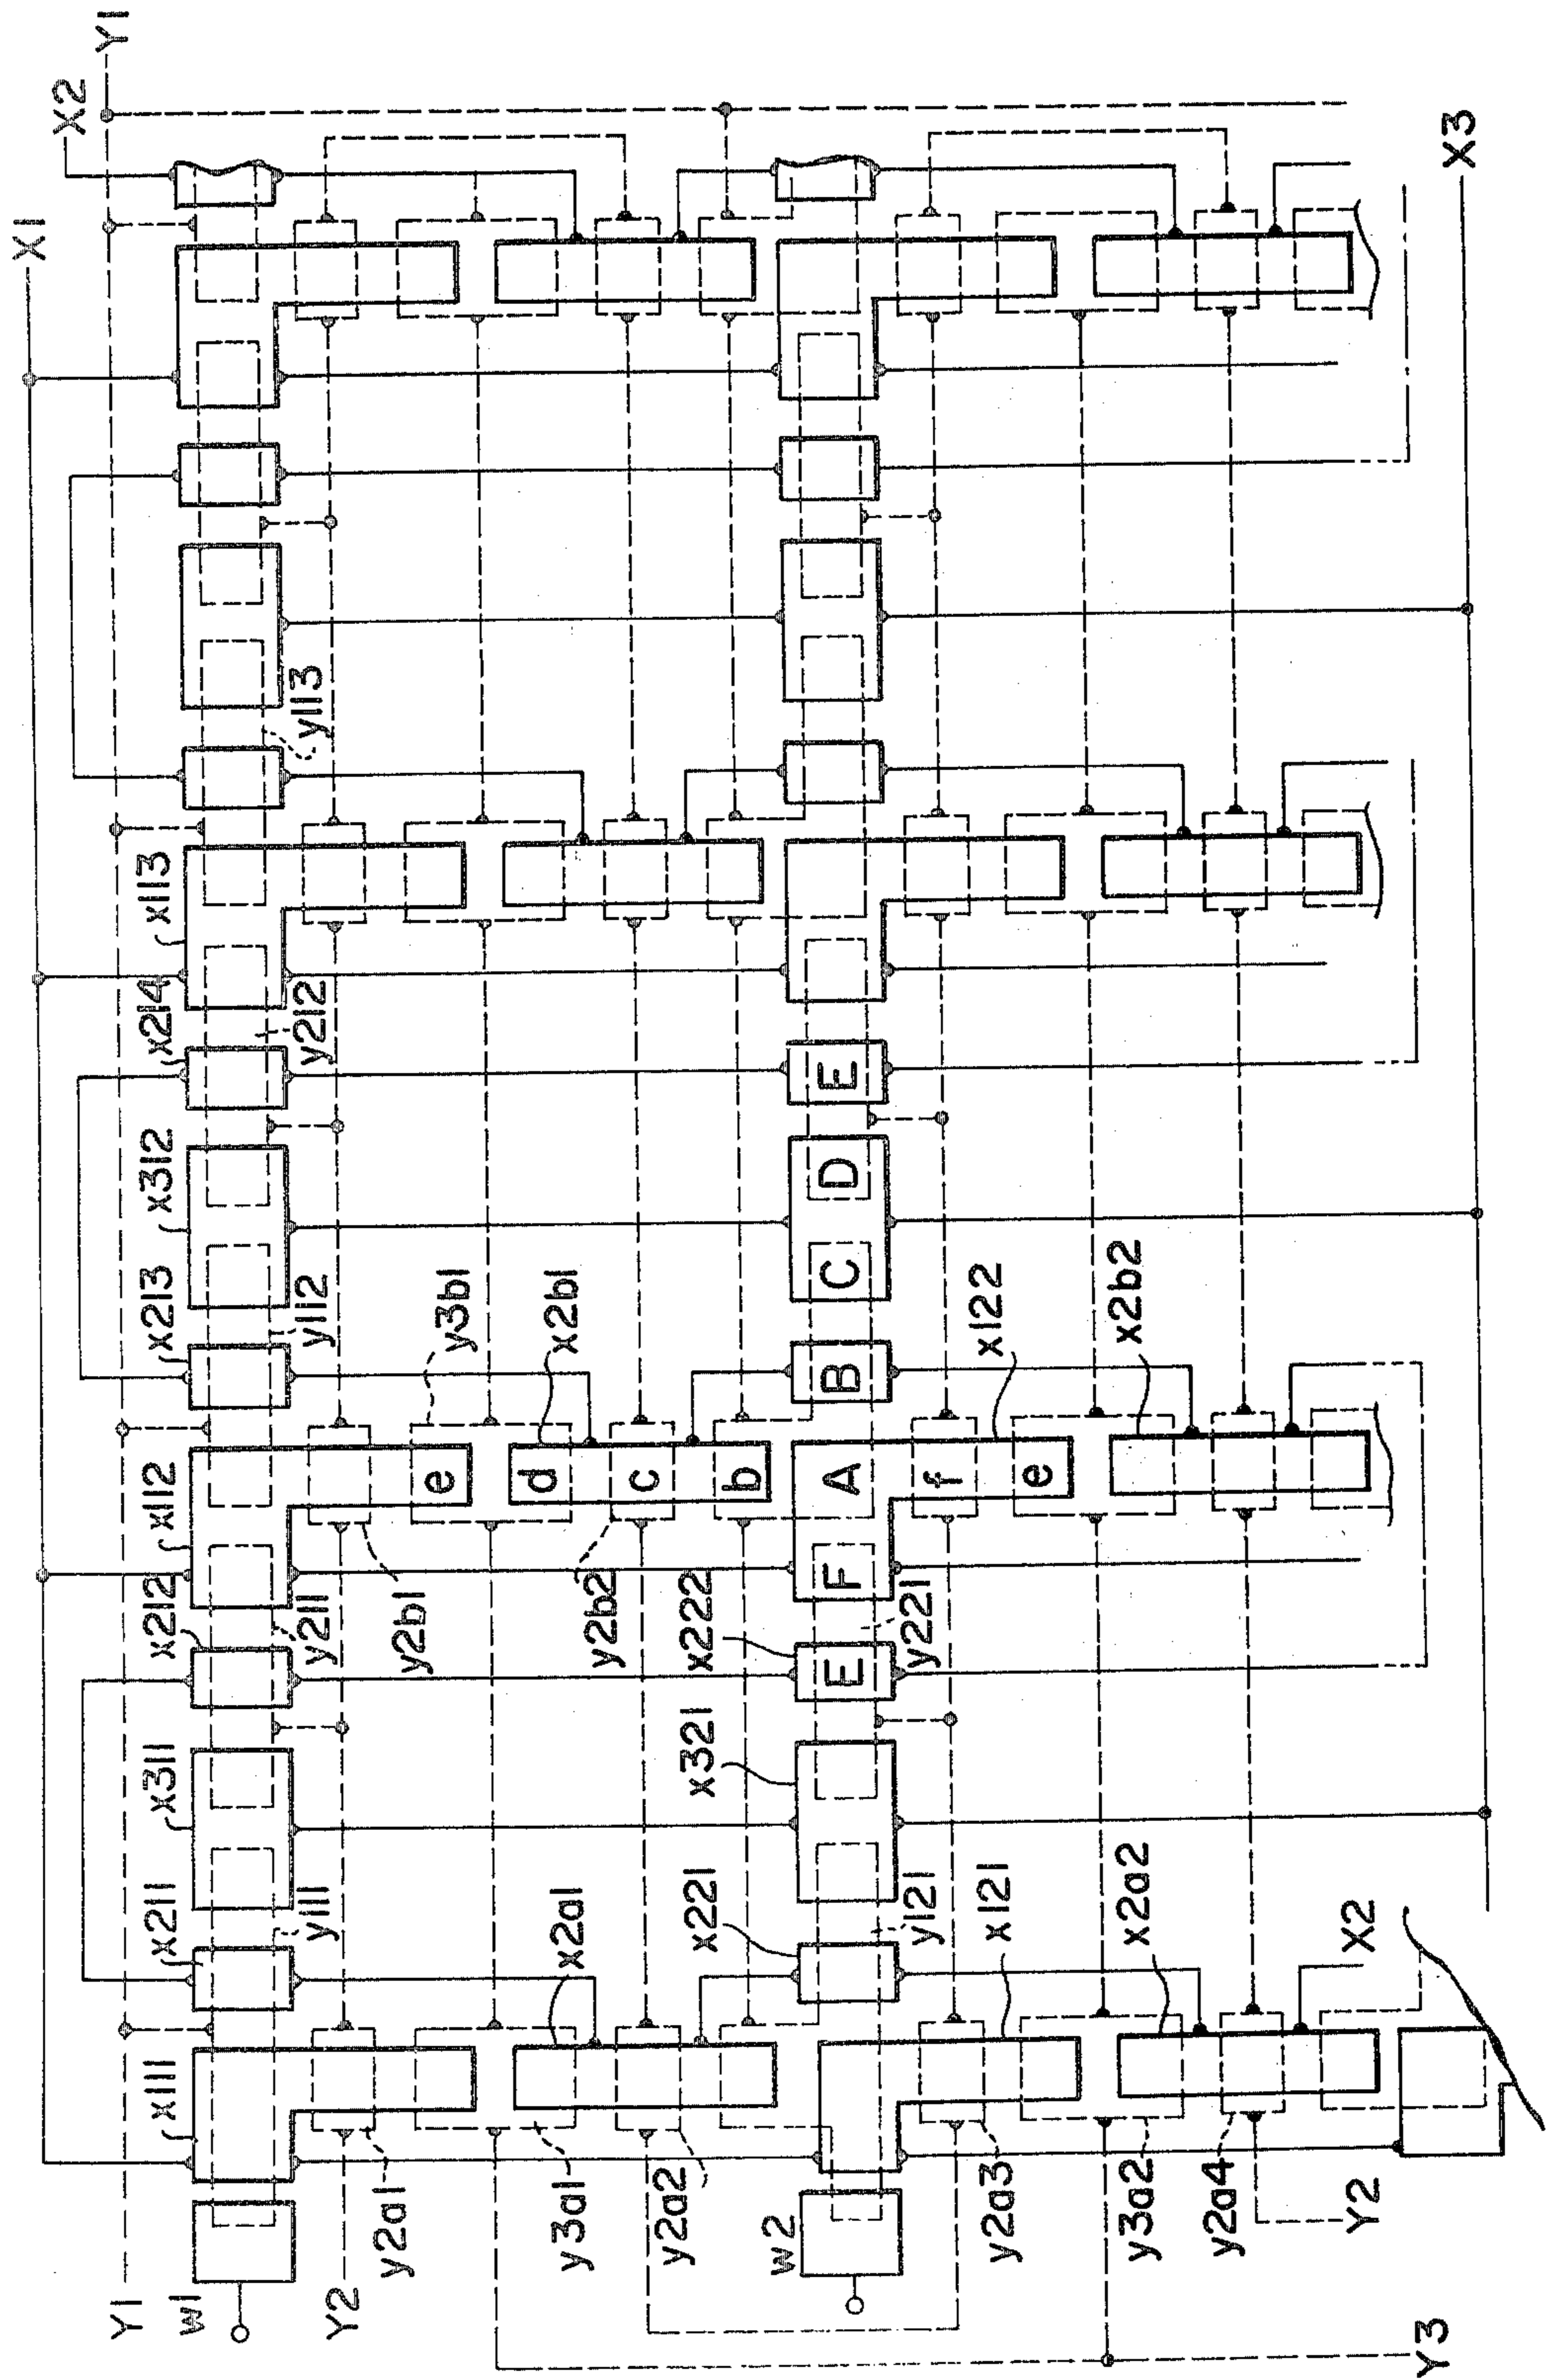 X1
X2
Y1 Y1
x111 x211 x311 x212 x112 x213 x312 x214 x113
w1
y111 y211 y112 y212 y113
Y2
y2a1 y2b1
e y3b1
d
y3a1 x2a1 x2b1
y2b2
c
y2a2
x221 x321 x222
b
w2
E F A B C D E
y121 y221
f
y2a3 x121 x122
e
y3a2 x2a2 x2b2
y2a4
Y2 X2
Y3 X3